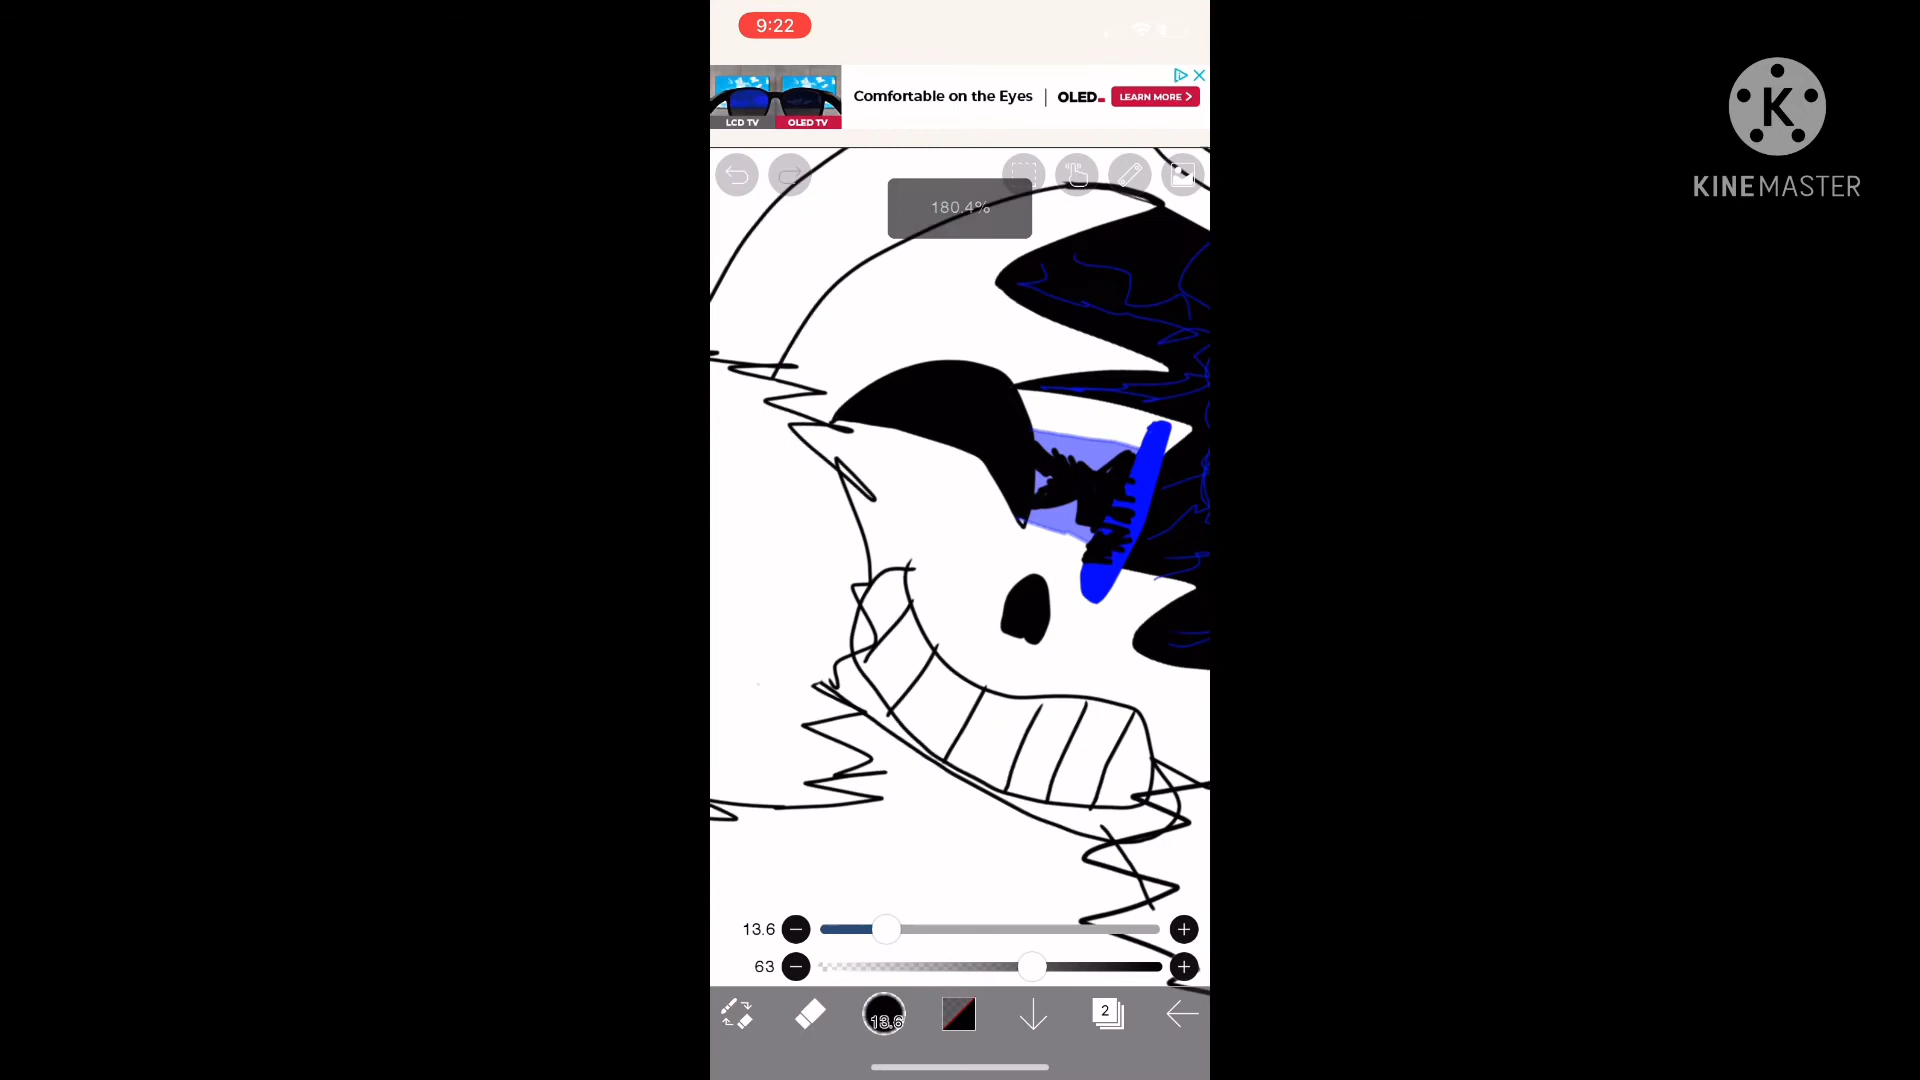 9:22
LCD TV
OLED TV
Comfortable on the Eyes
OLED
LEARN MORE
K
KINEMASTER
180.4%
13.6
63
13.6
2